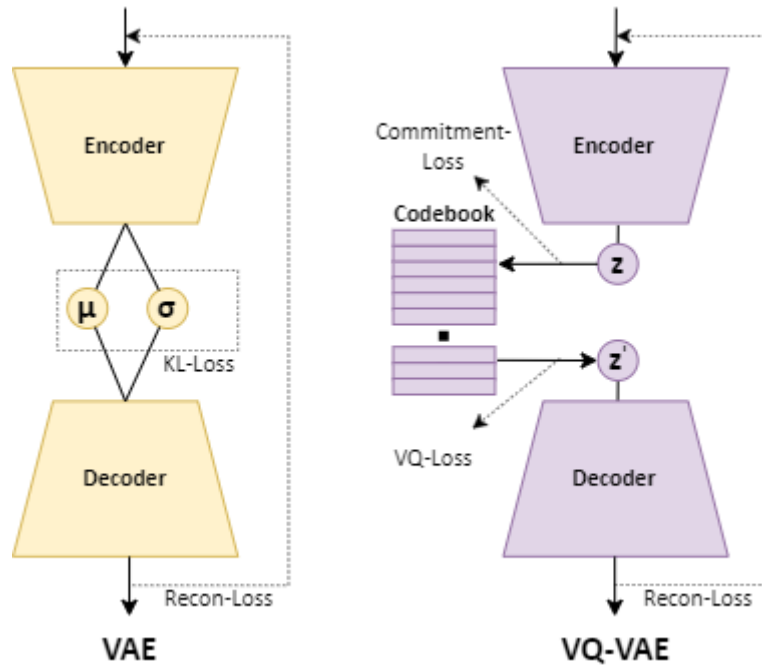 Encoder
μ
σ
KL-Loss
Decoder
Recon-Loss
VAE
Encoder
Commitment-
Loss
Codebook
z
z'
VQ-Loss
Decoder
Recon-Loss
VQ-VAE